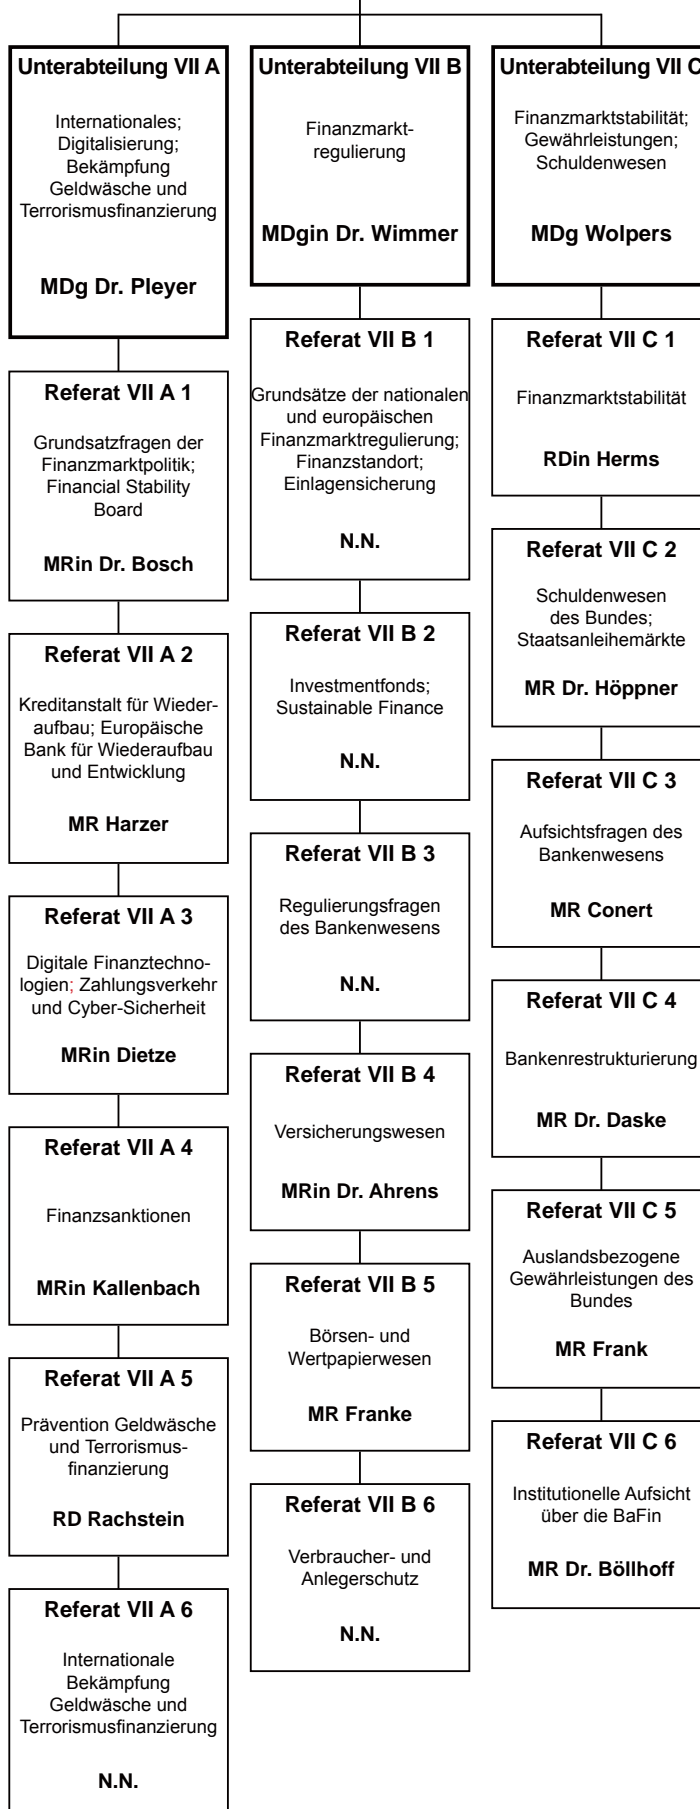 Unterabteilung VII A
Internationales;
Digitalisierung;
Bekämpfung
Geldwäsche und
Terrorismusfinanzierung
MDg Dr. Pleyer
Referat VII A 1
Grundsatzfragen der
Finanzmarktpolitik;
Financial Stability
Board
MRin Dr. Bosch
Referat VII A 2
Kreditanstalt für Wieder-
aufbau; Europäische
Bank für Wiederaufbau
und Entwicklung
MR Harzer
Referat VII A 3
Digitale Finanztechno-
logien; Zahlungsverkehr
und Cyber-Sicherheit
MRin Dietze
Referat VII A 4
Finanzsanktionen
MRin Kallenbach
Referat VII A 5
Prävention Geldwäsche
und Terrorismus-
finanzierung
RD Rachstein
Referat VII A 6
Internationale
Bekämpfung
Geldwäsche und
Terrorismusfinanzierung
N.N.
Unterabteilung VII B
Finanzmarkt-
regulierung
MDgin Dr. Wimmer
Referat VII B 1
Grundsätze der nationalen
und europäischen
Finanzmarktregulierung;
Finanzstandort;
Einlagensicherung
N.N.
Referat VII B 2
Investmentfonds;
Sustainable Finance
N.N.
Referat VII B 3
Regulierungsfragen
des Bankenwesens
N.N.
Referat VII B 4
Versicherungswesen
MRin Dr. Ahrens
Referat VII B 5
Börsen- und
Wertpapierwesen
MR Franke
Referat VII B 6
Verbraucher- und
Anlegerschutz
N.N.
Unterabteilung VII C
Finanzmarktstabilität;
Gewährleistungen;
Schuldenwesen
MDg Wolpers
Referat VII C 1
Finanzmarktstabilität
RDin Herms
Referat VII C 2
Schuldenwesen
des Bundes;
Staatsanleihemärkte
MR Dr. Höppner
Referat VII C 3
Aufsichtsfragen des
Bankenwesens
MR Conert
Referat VII C 4
Bankenrestrukturierung
MR Dr. Daske
Referat VII C 5
Auslandsbezogene
Gewährleistungen des
Bundes
MR Frank
Referat VII C 6
Institutionelle Aufsicht
über die BaFin
MR Dr. Böllhoff